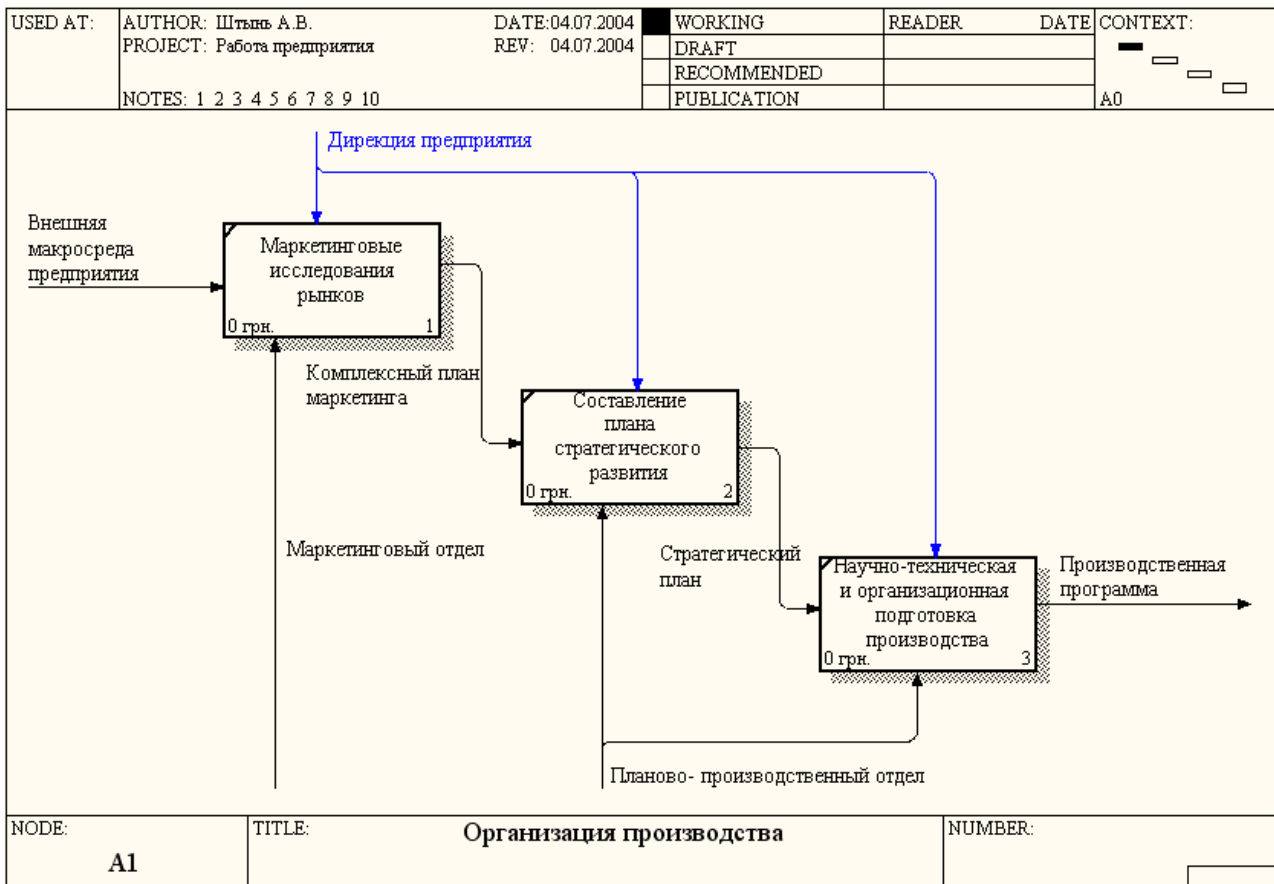 USED AT:
AUTHOR: Штынь А.В.
DATE:04.07.2004
PROJECT: Работа предприятия
REV: 04.07.2004
NOTES: 1 2 3 4 5 6 7 8 9 10
WORKING
DRAFT
RECOMMENDED
PUBLICATION
READER
DATE
CONTEXT:
A0
Дирекция предприятия
Внешняя
макросреда
предприятия
Маркетинговые
исследования
рынков
0 грн.
1
Комплексный план
маркетинга
Составление
плана
стратегического
развития
0 грн.
2
Маркетинговый отдел
Стратегический
план
Научно-техническая
и организационная
подготовка
производства
0 грн.
3
Производственная
программа
Планово- производственный отдел
NODE:
A1
TITLE:
Организация производства
NUMBER: